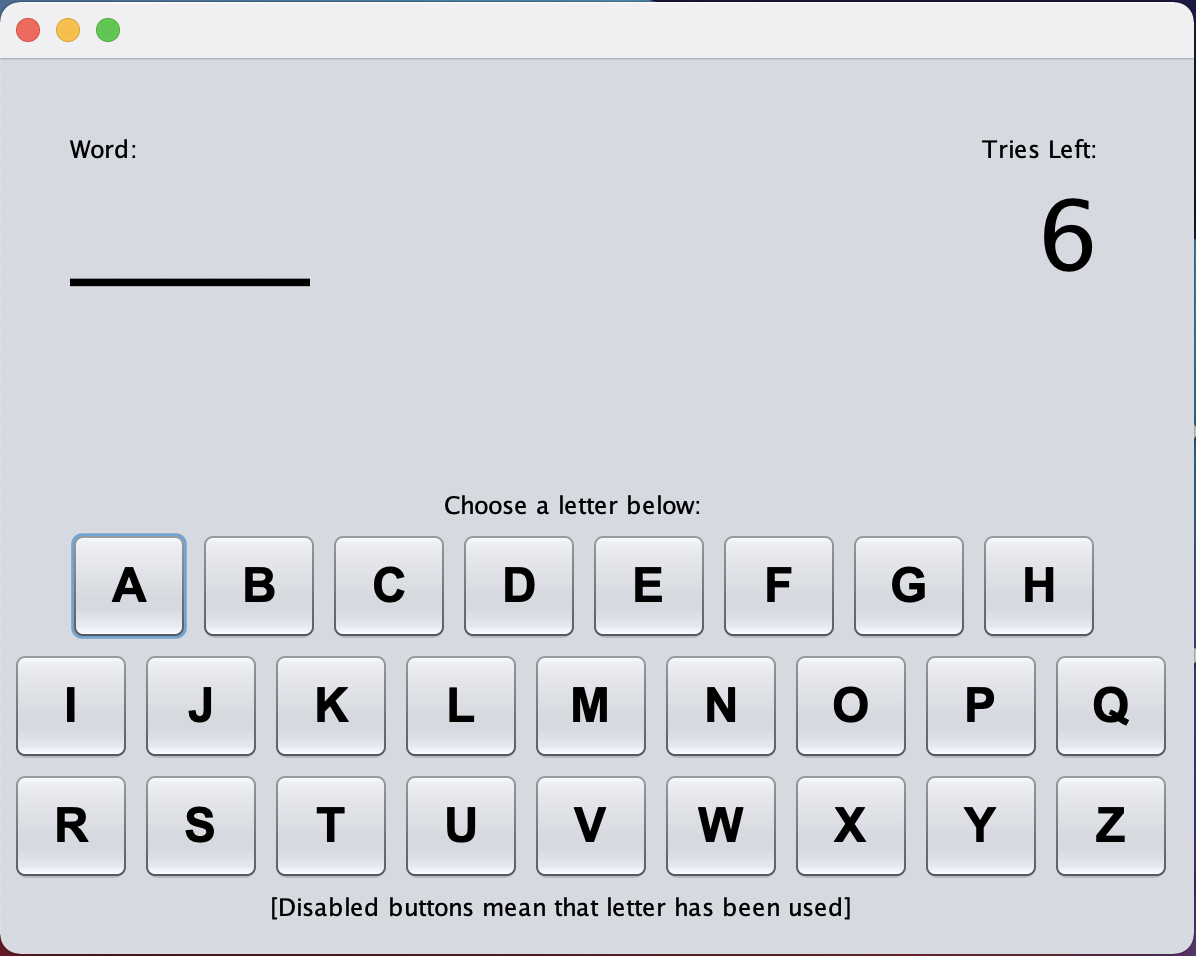 Word:
Tries Left:
6
Choose a letter below:
A B C D E F G H
I J K L M N O P Q
R S T U V W X Y Z
[Disabled buttons mean that letter has been used]